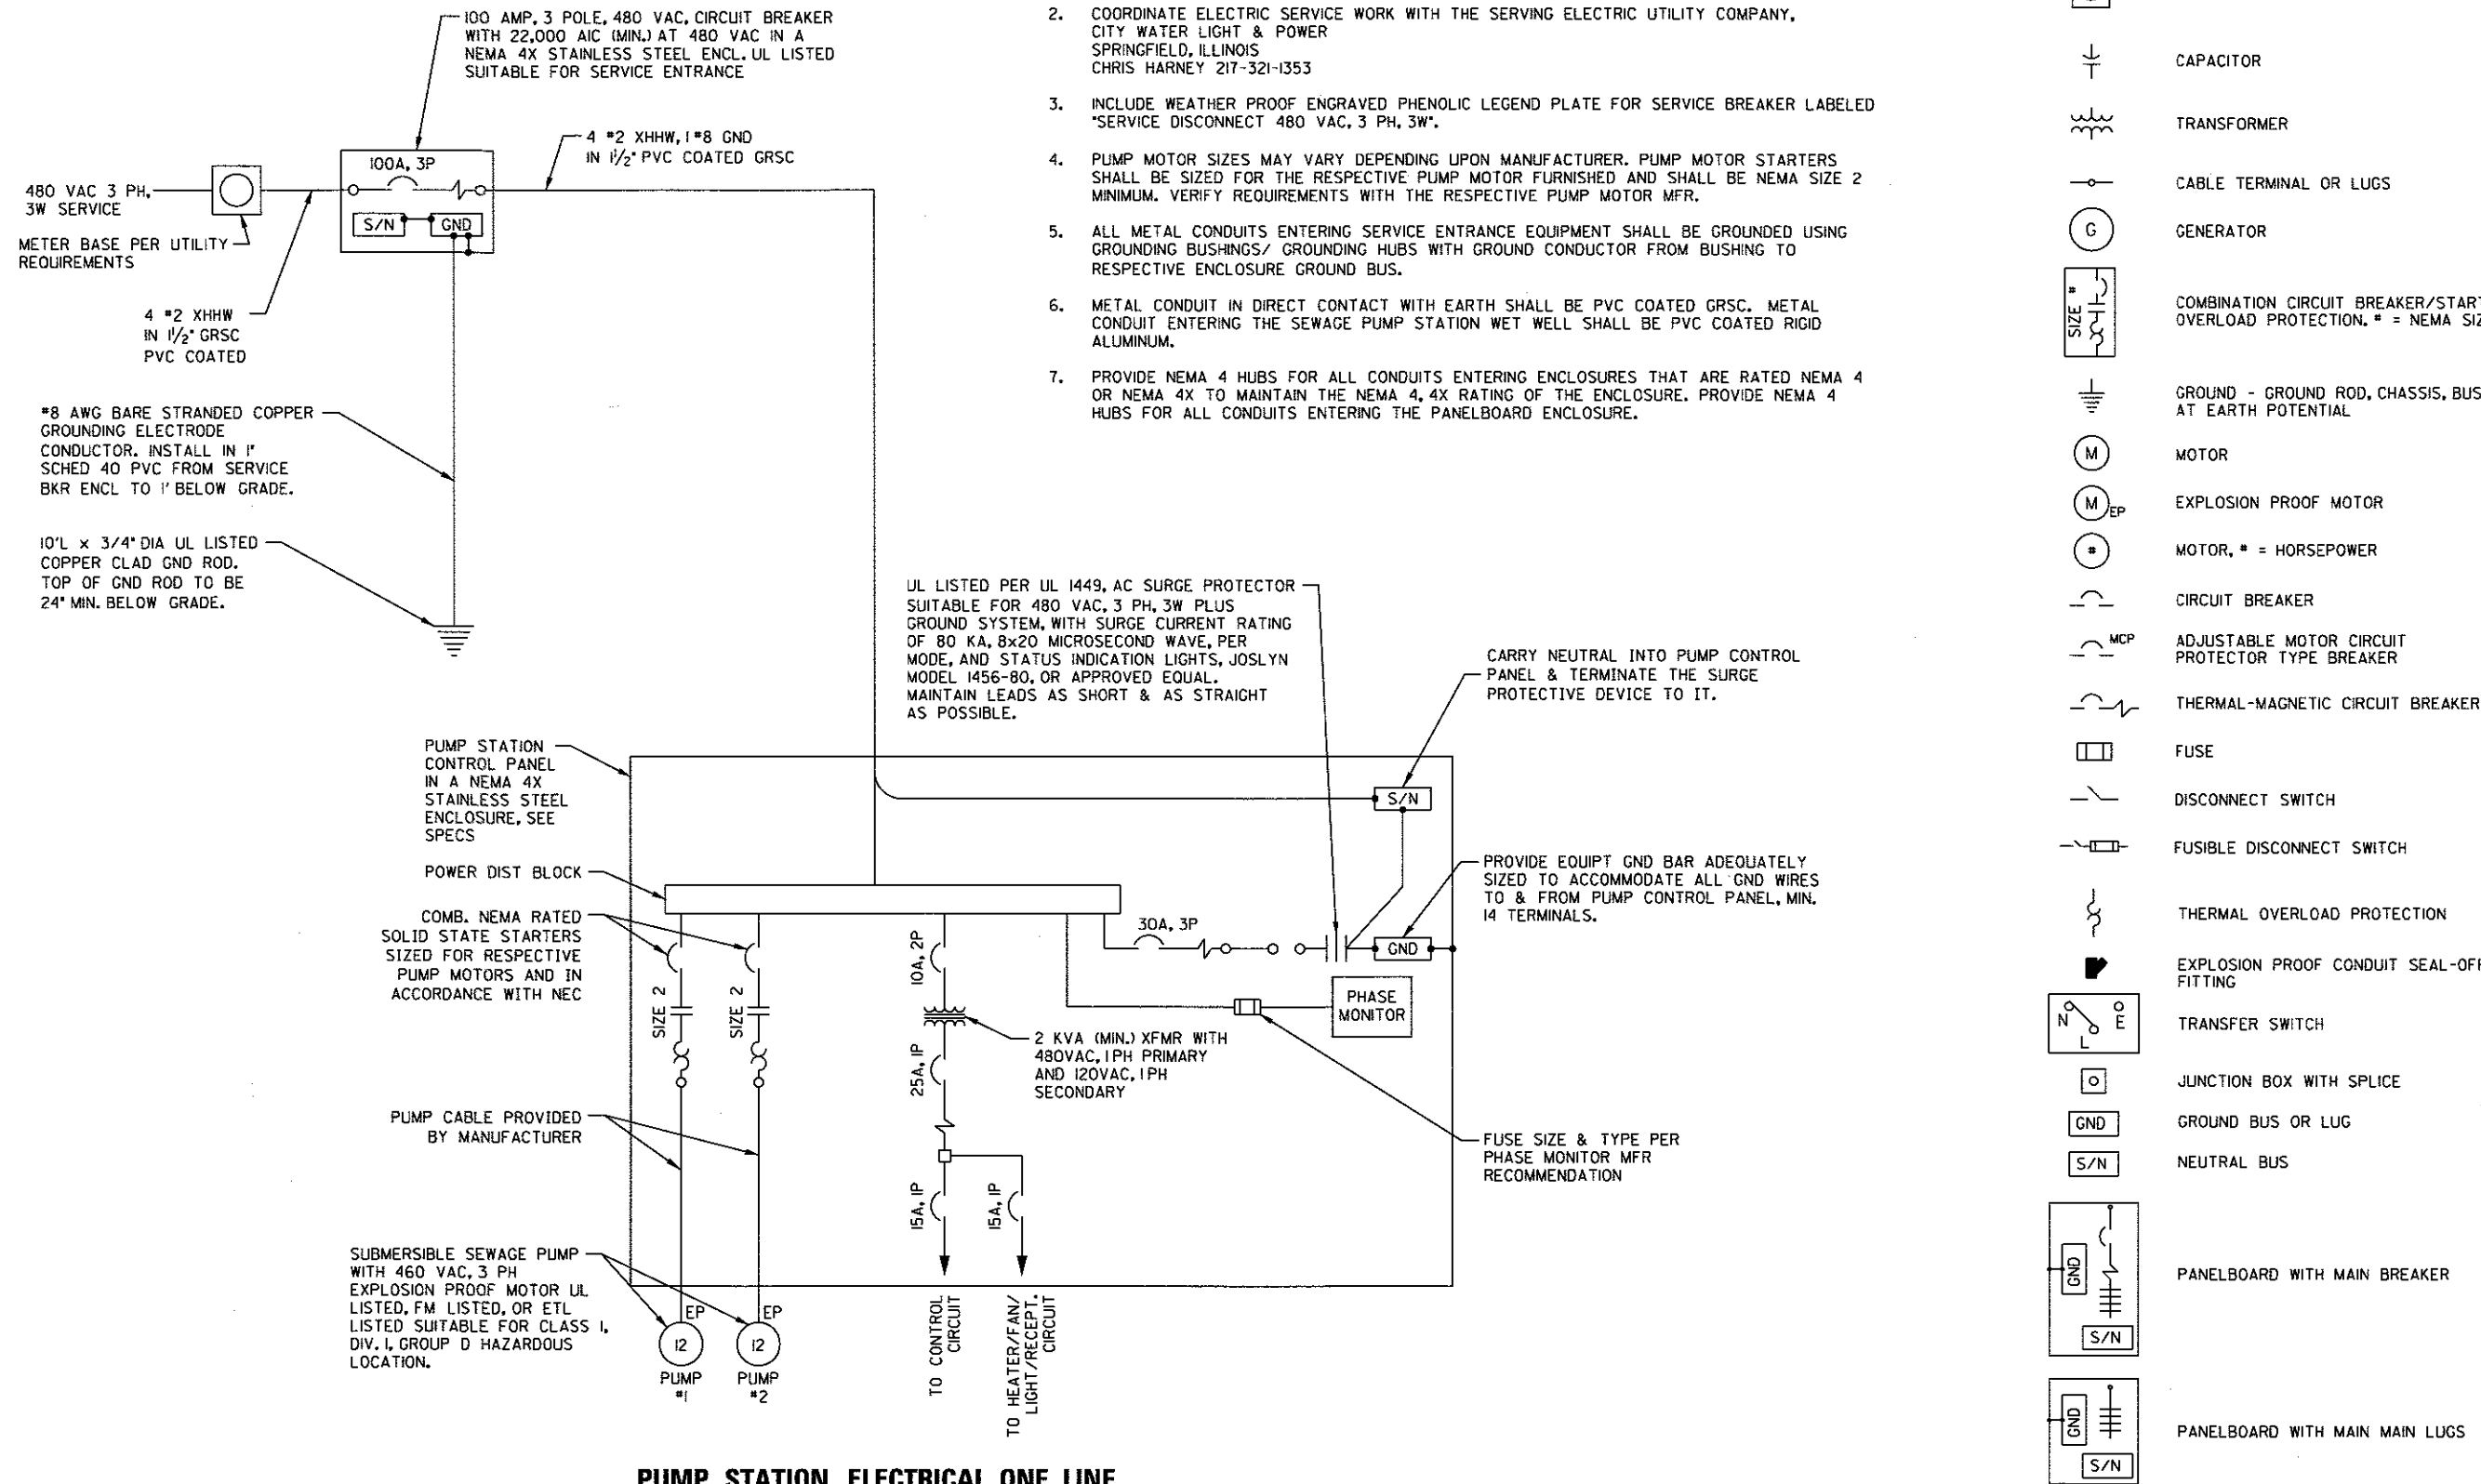 100 AMP, 3 POLE, 480 VAC, CIRCUIT BREAKER
WITH 22,000 AIC (MIN.) AT 480 VAC IN A
NEMA 4X STAINLESS STEEL ENCL. UL LISTED
SUITABLE FOR SERVICE ENTRANCE
4 #2 XHHW, 1 #8 GND
IN 1 1/2" PVC COATED GRSC
100A, 3P
480 VAC 3 PH,
3W SERVICE
S/N
GND
METER BASE PER UTILITY
REQUIREMENTS
4 #2 XHHW
IN 1 1/2" GRSC
PVC COATED
#8 AWG BARE STRANDED COPPER
GROUNDING ELECTRODE
CONDUCTOR. INSTALL IN 1"
SCHED 40 PVC FROM SERVICE
BKR ENCL TO 1' BELOW GRADE.
10'L x 3/4" DIA UL LISTED
COPPER CLAD GND ROD.
TOP OF GND ROD TO BE
24" MIN. BELOW GRADE.
2. COORDINATE ELECTRIC SERVICE WORK WITH THE SERVING ELECTRIC UTILITY COMPANY,
CITY WATER LIGHT & POWER
SPRINGFIELD, ILLINOIS
CHRIS HARNEY 217-321-1353
3. INCLUDE WEATHER PROOF ENGRAVED PHENOLIC LEGEND PLATE FOR SERVICE BREAKER LABELED
"SERVICE DISCONNECT 480 VAC, 3 PH, 3W".
4. PUMP MOTOR SIZES MAY VARY DEPENDING UPON MANUFACTURER. PUMP MOTOR STARTERS
SHALL BE SIZED FOR THE RESPECTIVE PUMP MOTOR FURNISHED AND SHALL BE NEMA SIZE 2
MINIMUM. VERIFY REQUIREMENTS WITH THE RESPECTIVE PUMP MOTOR MFR.
5. ALL METAL CONDUITS ENTERING SERVICE ENTRANCE EQUIPMENT SHALL BE GROUNDED USING
GROUNDING BUSHINGS/ GROUNDING HUBS WITH GROUND CONDUCTOR FROM BUSHING TO
RESPECTIVE ENCLOSURE GROUND BUS.
6. METAL CONDUIT IN DIRECT CONTACT WITH EARTH SHALL BE PVC COATED GRSC. METAL
CONDUIT ENTERING THE SEWAGE PUMP STATION WET WELL SHALL BE PVC COATED RIGID
ALUMINUM.
7. PROVIDE NEMA 4 HUBS FOR ALL CONDUITS ENTERING ENCLOSURES THAT ARE RATED NEMA 4
OR NEMA 4X TO MAINTAIN THE NEMA 4, 4X RATING OF THE ENCLOSURE. PROVIDE NEMA 4
HUBS FOR ALL CONDUITS ENTERING THE PANELBOARD ENCLOSURE.
UL LISTED PER UL 1449, AC SURGE PROTECTOR
SUITABLE FOR 480 VAC, 3 PH, 3W PLUS
GROUND SYSTEM, WITH SURGE CURRENT RATING
OF 80 KA, 8x20 MICROSECOND WAVE, PER
MODE, AND STATUS INDICATION LIGHTS, JOSLYN
MODEL 1456-80, OR APPROVED EQUAL.
MAINTAIN LEADS AS SHORT & AS STRAIGHT
AS POSSIBLE.
CARRY NEUTRAL INTO PUMP CONTROL
PANEL & TERMINATE THE SURGE
PROTECTIVE DEVICE TO IT.
PUMP STATION
CONTROL PANEL
IN A NEMA 4X
STAINLESS STEEL
ENCLOSURE, SEE
SPECS
S/N
POWER DIST BLOCK
PROVIDE EQUIPT GND BAR ADEQUATELY
SIZED TO ACCOMMODATE ALL GND WIRES
TO & FROM PUMP CONTROL PANEL, MIN.
14 TERMINALS.
COMB. NEMA RATED
SOLID STATE STARTERS
SIZED FOR RESPECTIVE
PUMP MOTORS AND IN
ACCORDANCE WITH NEC
SIZE 2
SIZE 2
10A, 2P
30A, 3P
GND
PHASE
MONITOR
2 KVA (MIN.) XFMR WITH
480VAC, 1PH PRIMARY
AND 120VAC, 1PH
SECONDARY
25A, 1P
PUMP CABLE PROVIDED
BY MANUFACTURER
FUSE SIZE & TYPE PER
PHASE MONITOR MFR
RECOMMENDATION
15A, 1P
15A, 1P
SUBMERSIBLE SEWAGE PUMP
WITH 460 VAC, 3 PH
EXPLOSION PROOF MOTOR UL
LISTED, FM LISTED, OR ETL
LISTED SUITABLE FOR CLASS I,
DIV. I, GROUP D HAZARDOUS
LOCATION.
EP
12
PUMP
#1
EP
12
PUMP
#2
TO CONTROL
CIRCUIT
TO HEATER/FAN/
LIGHT/RECEPT.
CIRCUIT
PUMP STATION ELECTRICAL ONE LINE
CAPACITOR
TRANSFORMER
CABLE TERMINAL OR LUGS
G
GENERATOR
SIZE #
COMBINATION CIRCUIT BREAKER/START
OVERLOAD PROTECTION. # = NEMA SIZ
GROUND - GROUND ROD, CHASSIS, BUS
AT EARTH POTENTIAL
M
MOTOR
M EP
EXPLOSION PROOF MOTOR
#
MOTOR, # = HORSEPOWER
CIRCUIT BREAKER
MCP
ADJUSTABLE MOTOR CIRCUIT
PROTECTOR TYPE BREAKER
THERMAL-MAGNETIC CIRCUIT BREAKER
FUSE
DISCONNECT SWITCH
FUSIBLE DISCONNECT SWITCH
THERMAL OVERLOAD PROTECTION
EXPLOSION PROOF CONDUIT SEAL-OFF
FITTING
N E
L
TRANSFER SWITCH
JUNCTION BOX WITH SPLICE
GND
GROUND BUS OR LUG
S/N
NEUTRAL BUS
GND
S/N
PANELBOARD WITH MAIN BREAKER
GND
S/N
PANELBOARD WITH MAIN MAIN LUGS